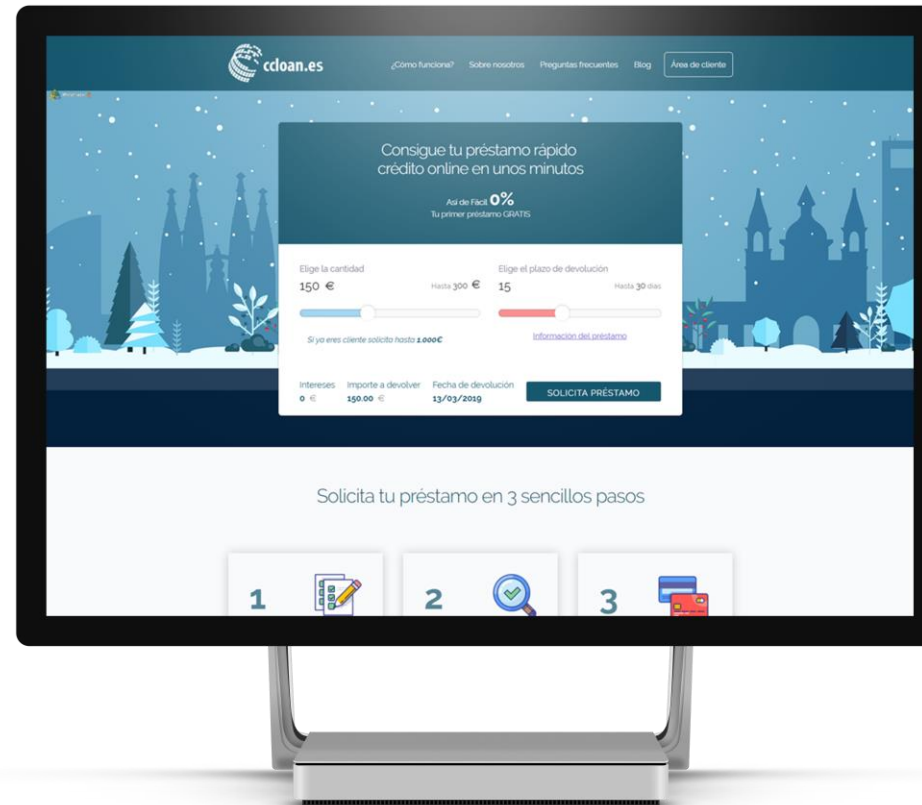 ccloan.es
¿Cómo funciona? Sobre nosotros Preguntas frecuentes Blog Área de cliente
Consigue tu préstamo rápido
crédito online en unos minutos
Así de Fácil 0%
Tu primer préstamo GRATIS
Elige la cantidad
150 € Hasta 300 €
Elige el plazo de devolución
15 Hasta 30 días
Si ya eres cliente solicita hasta 1.000€
Información del préstamo
Intereses Importe a devolver Fecha de devolución
0 € 150.00 € 13/03/2019
SOLICITA PRÉSTAMO
Solicita tu préstamo en 3 sencillos pasos
1 2 3